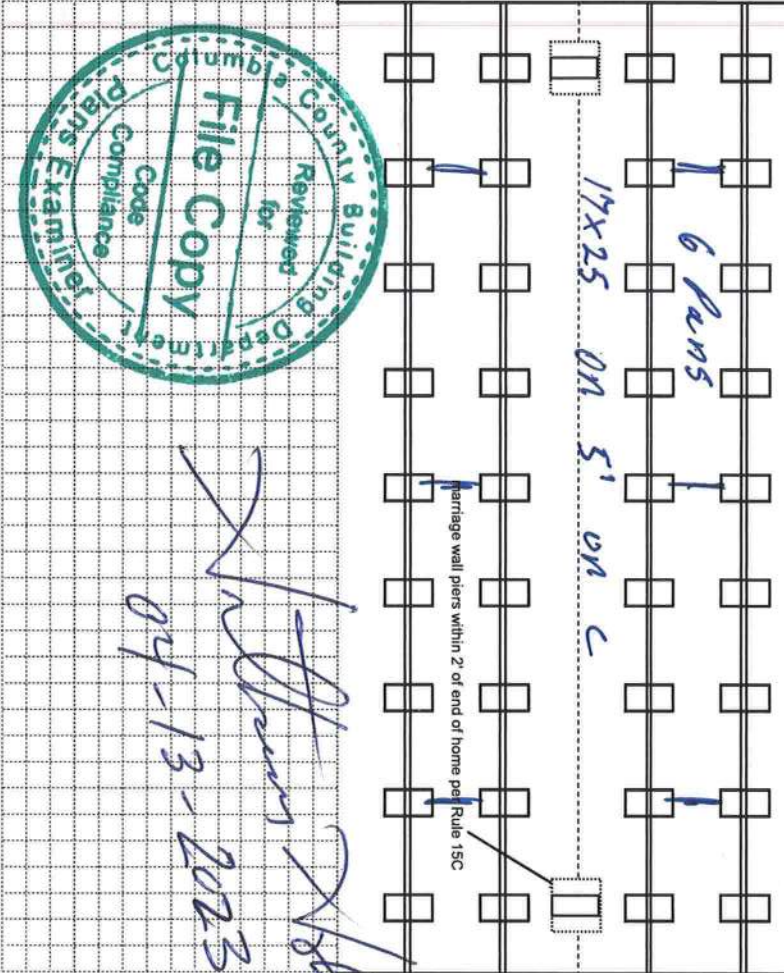 6 Pans
17x25 on 5' on C
marriage wall piers within 2' of end of home per Rule 15C
Columbia County Building Department
Reviewed
for
File Copy
Code
Compliance
Plans Examiner
04-13-2023